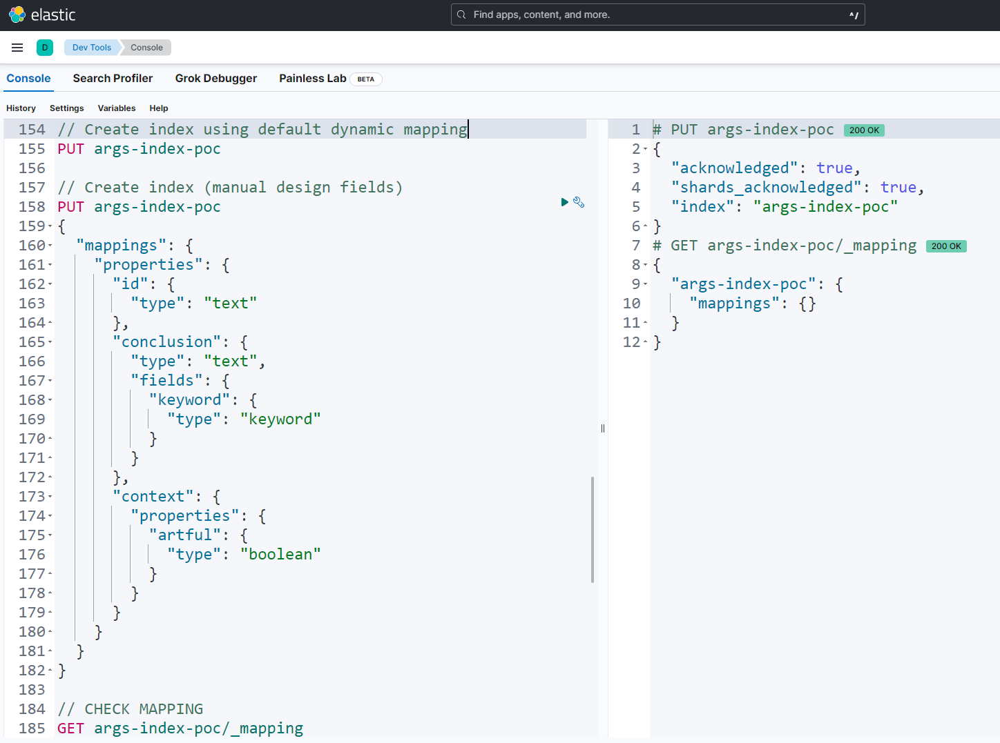 elastic
Find apps, content, and more.
^/
D
Dev Tools
Console
Console
Search Profiler
Grok Debugger
Painless Lab
BETA
History
Settings
Variables
Help
154 // Create index using default dynamic mapping
155 PUT args-index-poc
156
157 // Create index (manual design fields)
158 PUT args-index-poc
159 {
160   "mappings": {
161     "properties": {
162       "id": {
163         "type": "text"
164       },
165       "conclusion": {
166         "type": "text",
167         "fields": {
168           "keyword": {
169             "type": "keyword"
170           }
171         }
172       },
173       "context": {
174         "properties": {
175           "artful": {
176             "type": "boolean"
177           }
178         }
179       }
180     }
181   }
182 }
183
184 // CHECK MAPPING
185 GET args-index-poc/_mapping
1 # PUT args-index-poc 200 OK
2 {
3   "acknowledged": true,
4   "shards_acknowledged": true,
5   "index": "args-index-poc"
6 }
7 # GET args-index-poc/_mapping 200 OK
8 {
9   "args-index-poc": {
10     "mappings": {}
11   }
12 }